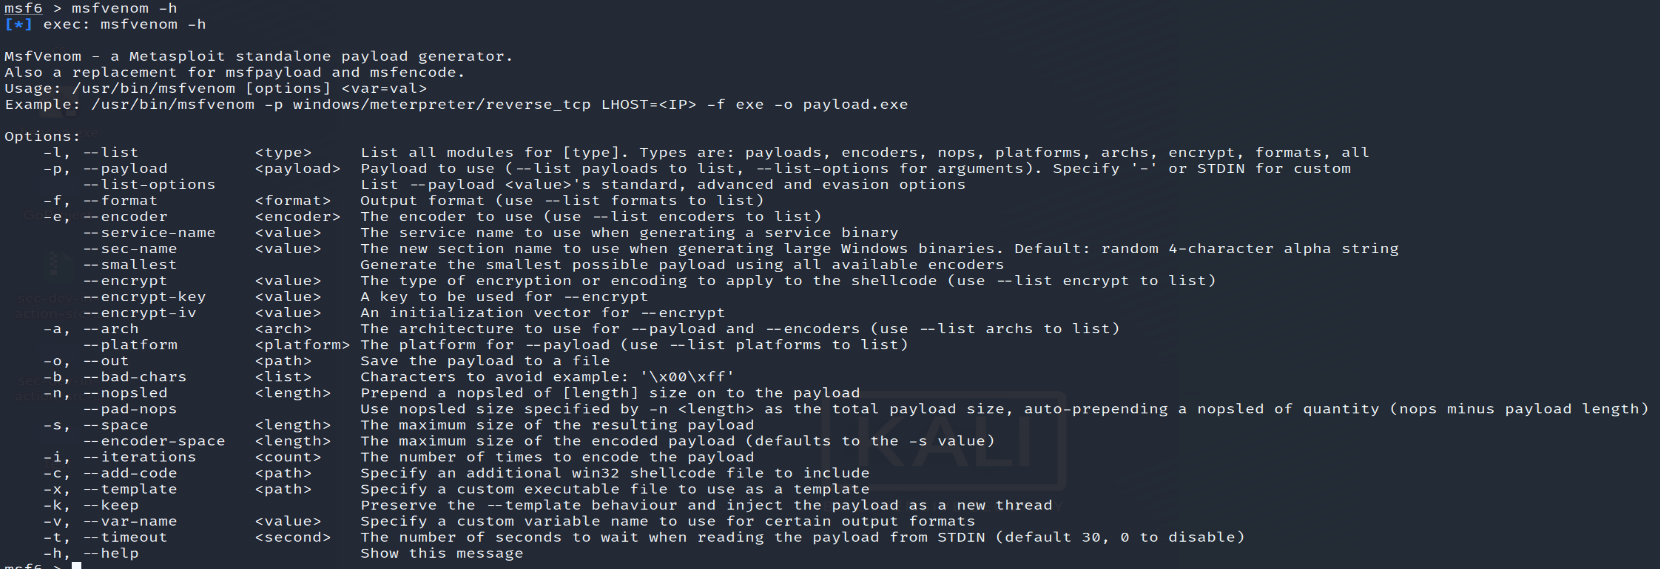 msf6 > msfvenom -h
[*] exec: msfvenom -h

MsfVenom - a Metasploit standalone payload generator.
Also a replacement for msfpayload and msfencode.
Usage: /usr/bin/msfvenom [options] <var=val>
Example: /usr/bin/msfvenom -p windows/meterpreter/reverse_tcp LHOST=<IP> -f exe -o payload.exe

Options:
    -l, --list            <type>     List all modules for [type]. Types are: payloads, encoders, nops, platforms, archs, encrypt, formats, all
    -p, --payload         <payload>  Payload to use (--list payloads to list, --list-options for arguments). Specify '-' or STDIN for custom
        --list-options               List --payload <value>'s standard, advanced and evasion options
    -f, --format          <format>   Output format (use --list formats to list)
    -e, --encoder         <encoder>  The encoder to use (use --list encoders to list)
        --service-name    <value>    The service name to use when generating a service binary
        --sec-name        <value>    The new section name to use when generating large Windows binaries. Default: random 4-character alpha string
        --smallest                   Generate the smallest possible payload using all available encoders
        --encrypt         <value>    The type of encryption or encoding to apply to the shellcode (use --list encrypt to list)
        --encrypt-key     <value>    A key to be used for --encrypt
        --encrypt-iv      <value>    An initialization vector for --encrypt
    -a, --arch            <arch>     The architecture to use for --payload and --encoders (use --list archs to list)
        --platform        <platform> The platform for --payload (use --list platforms to list)
    -o, --out             <path>     Save the payload to a file
    -b, --bad-chars       <list>     Characters to avoid example: '\x00\xff'
    -n, --nopsled         <length>   Prepend a nopsled of [length] size on to the payload
        --pad-nops                   Use nopsled size specified by -n <length> as the total payload size, auto-prepending a nopsled of quantity (nops minus payload length)
    -s, --space           <length>   The maximum size of the resulting payload
        --encoder-space   <length>   The maximum size of the encoded payload (defaults to the -s value)
    -i, --iterations      <count>    The number of times to encode the payload
    -c, --add-code        <path>     Specify an additional win32 shellcode file to include
    -x, --template        <path>     Specify a custom executable file to use as a template
    -k, --keep                       Preserve the --template behaviour and inject the payload as a new thread
    -v, --var-name        <value>    Specify a custom variable name to use for certain output formats
    -t, --timeout         <second>   The number of seconds to wait when reading the payload from STDIN (default 30, 0 to disable)
    -h, --help                       Show this message
msf6 >
KALI